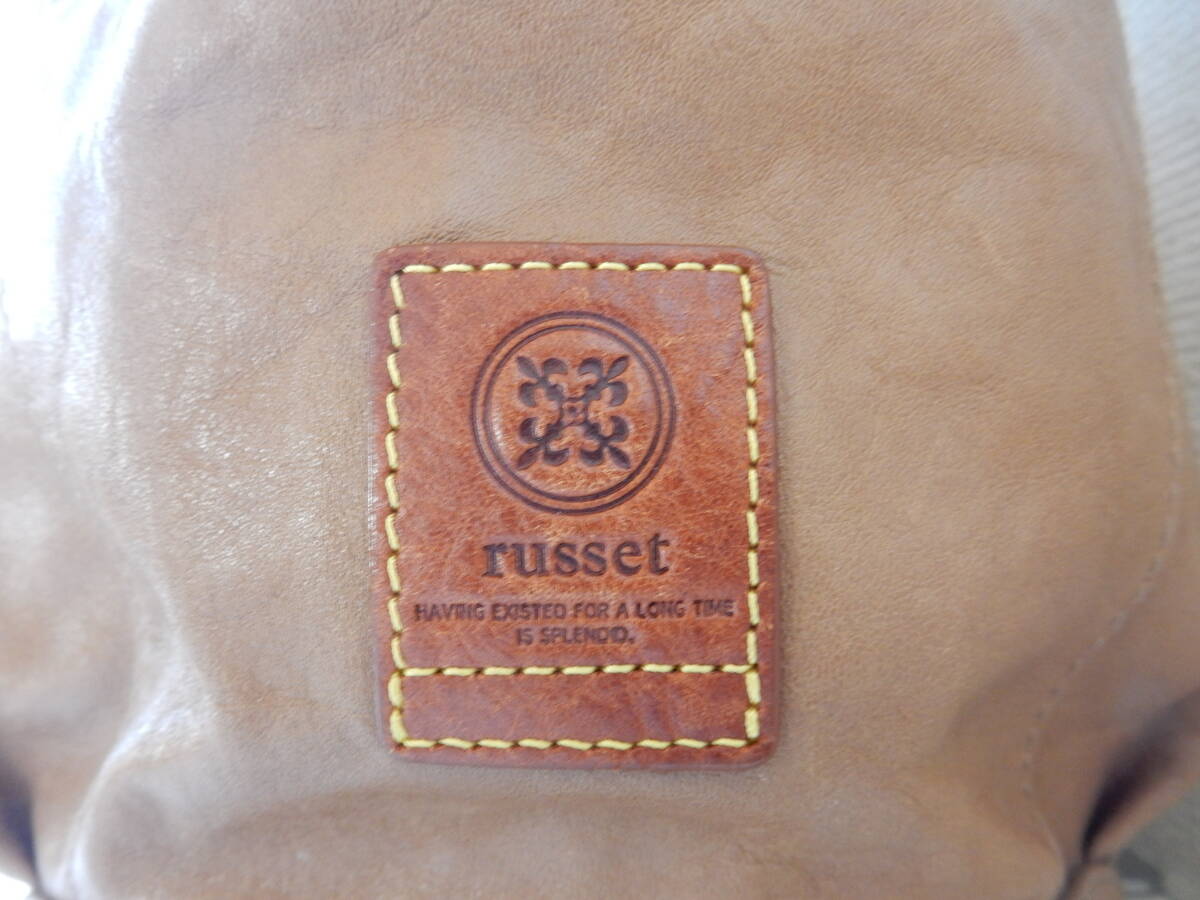 russet
HAVING EXISTED FOR A LONG TIME
IS SPLENDID.